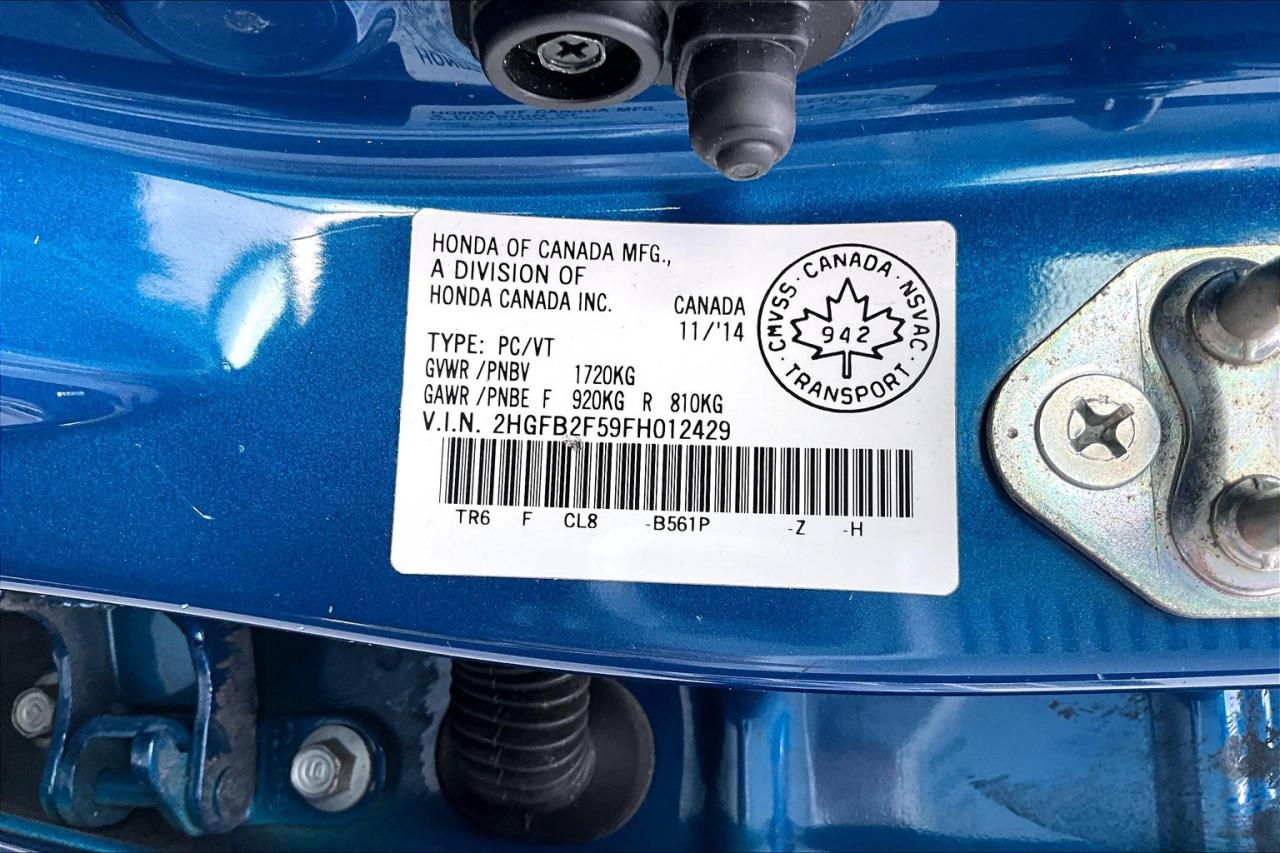 HONDA OF CANADA MFG.,
A DIVISION OF
HONDA CANADA INC.
CANADA
11/'14
CMVSS · CANADA · NSVAC · TRANSPORT ·
942
TYPE: PC/VT
GVWR /PNBV 1720KG
GAWR /PNBE F 920KG R 810KG
V.I.N. 2HGFB2F59FH012429
TR6 F CL8 -B561P -Z -H